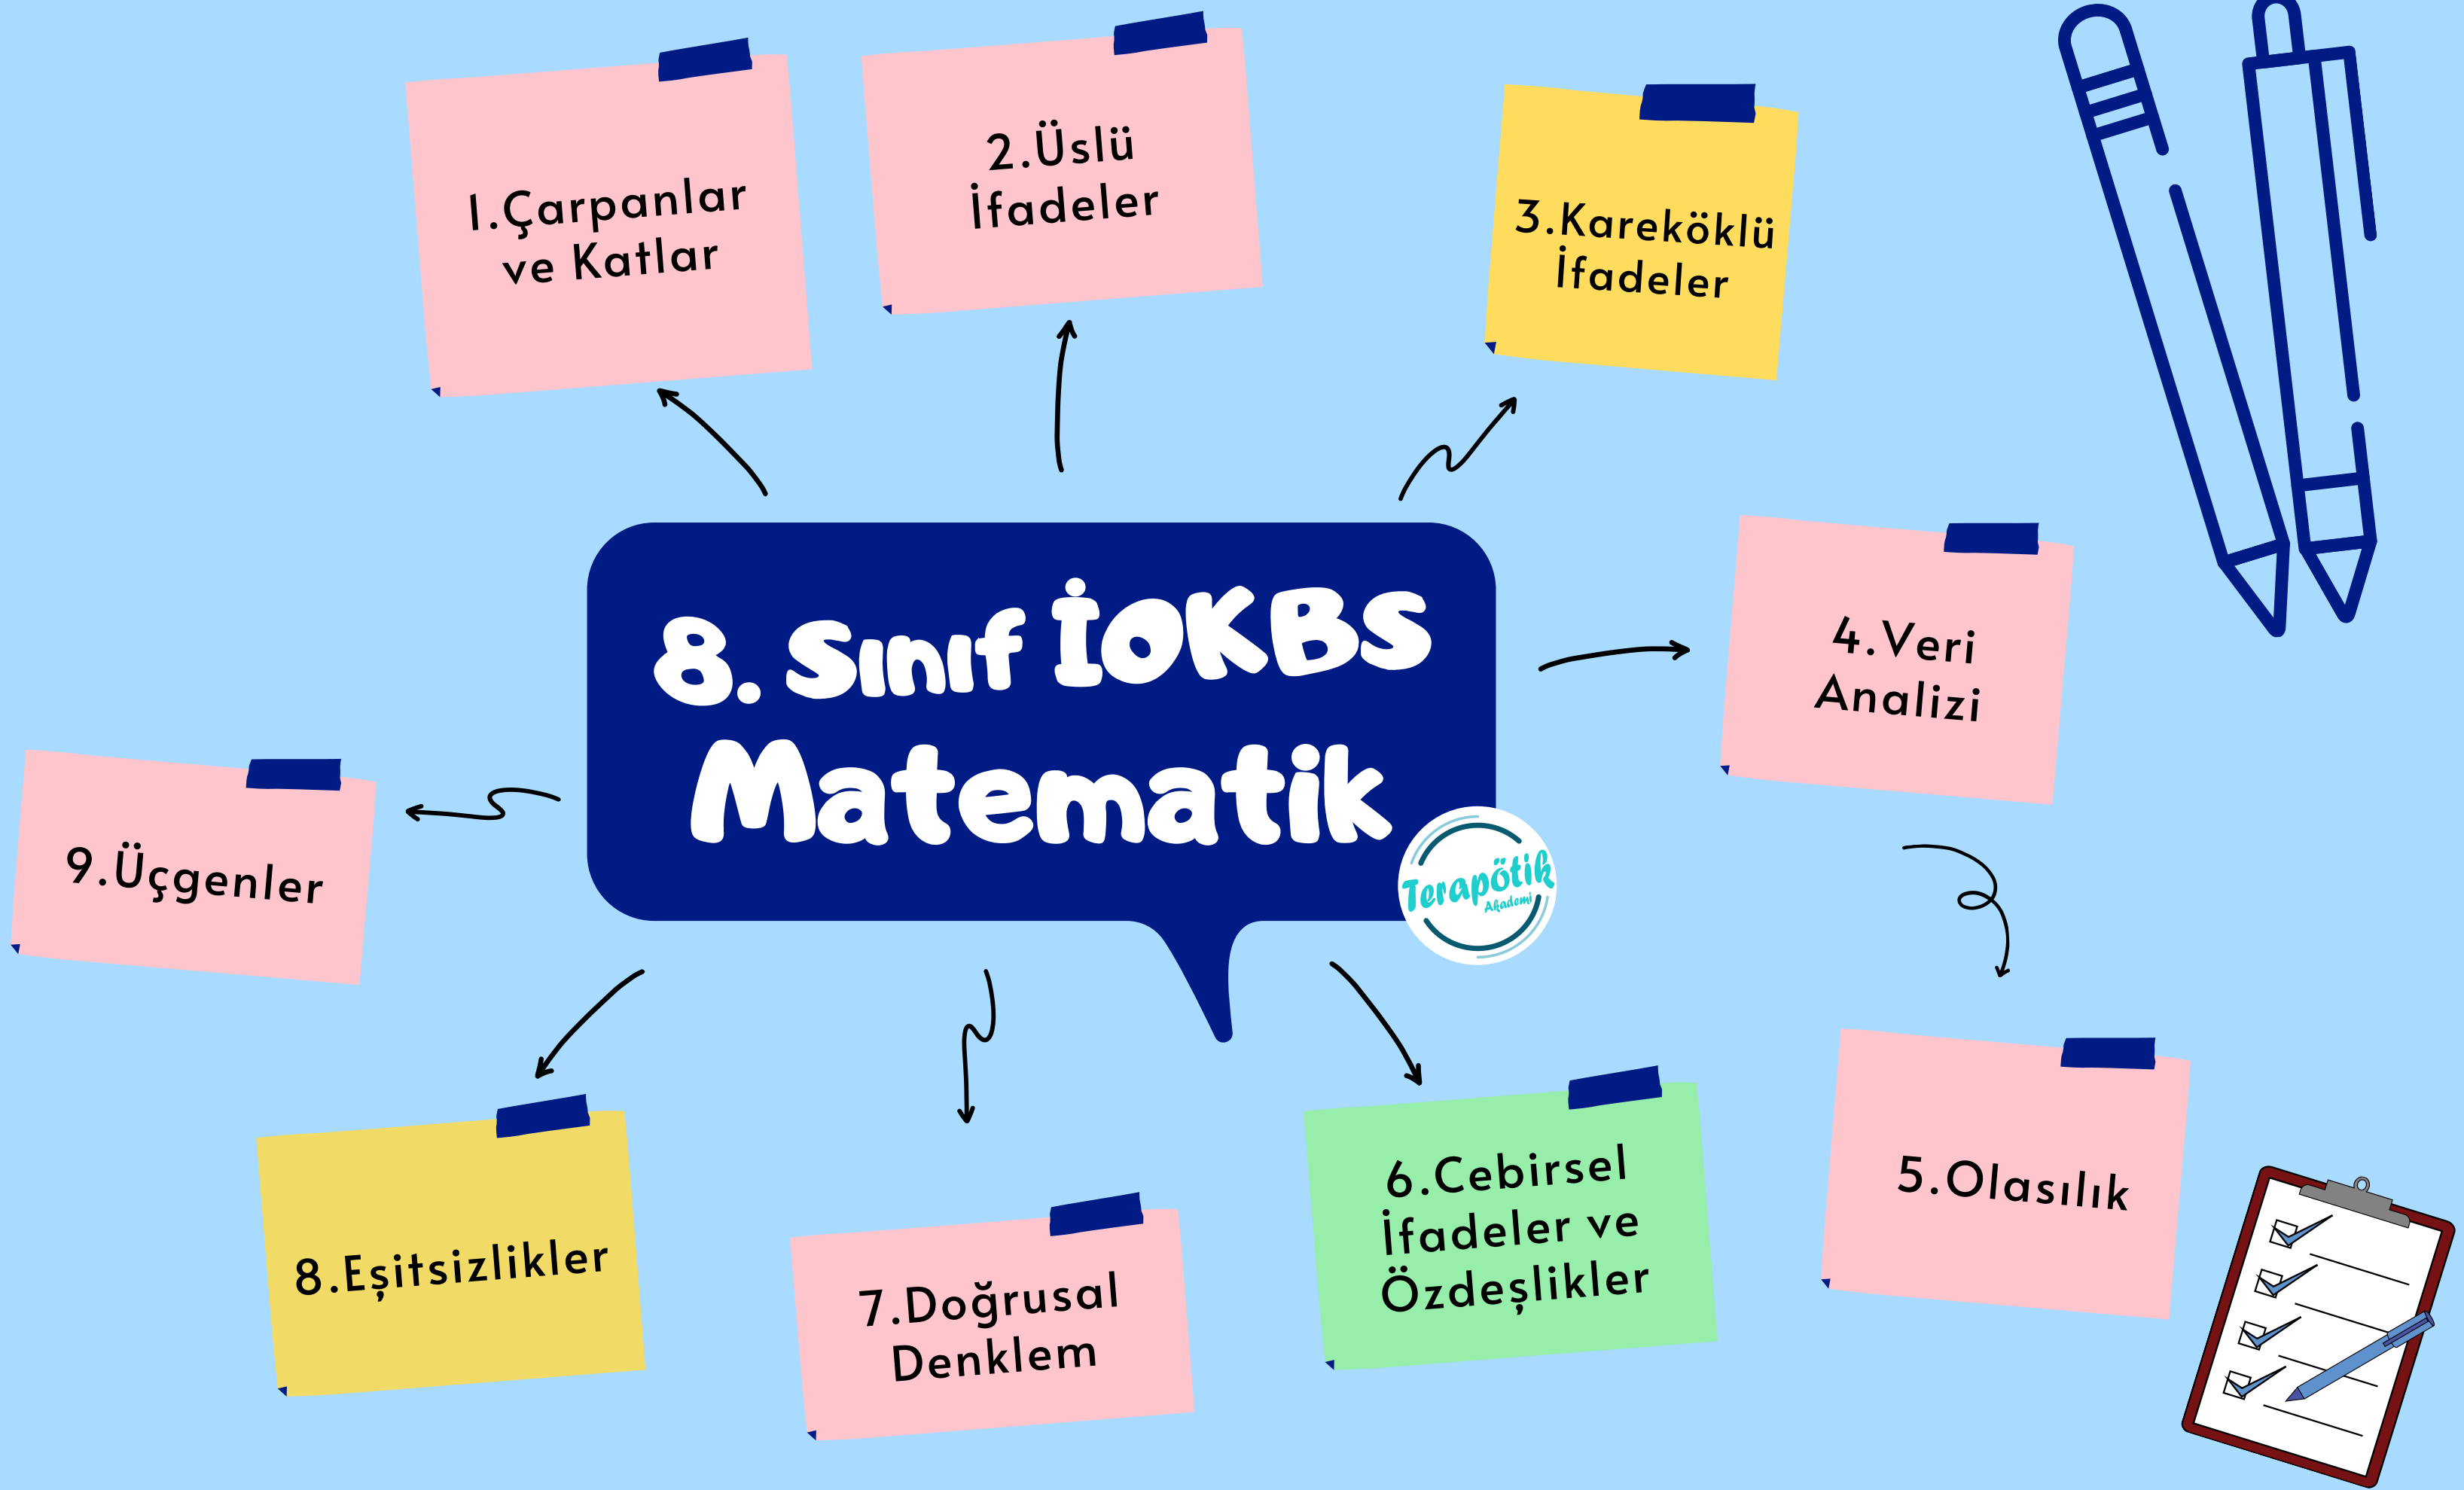 1.Çarpanlar
ve Katlar
2.Üslü
İfadeler
3.Kareköklü
İfadeler
8. Sınıf İOKBS
Matematik
Terapötik
Akademi
4.Veri
Analizi
5.Olasılık
6.Cebirsel
İfadeler ve
Özdeşlikler
7.Doğrusal
Denklem
8.Eşitsizlikler
9.Üçgenler